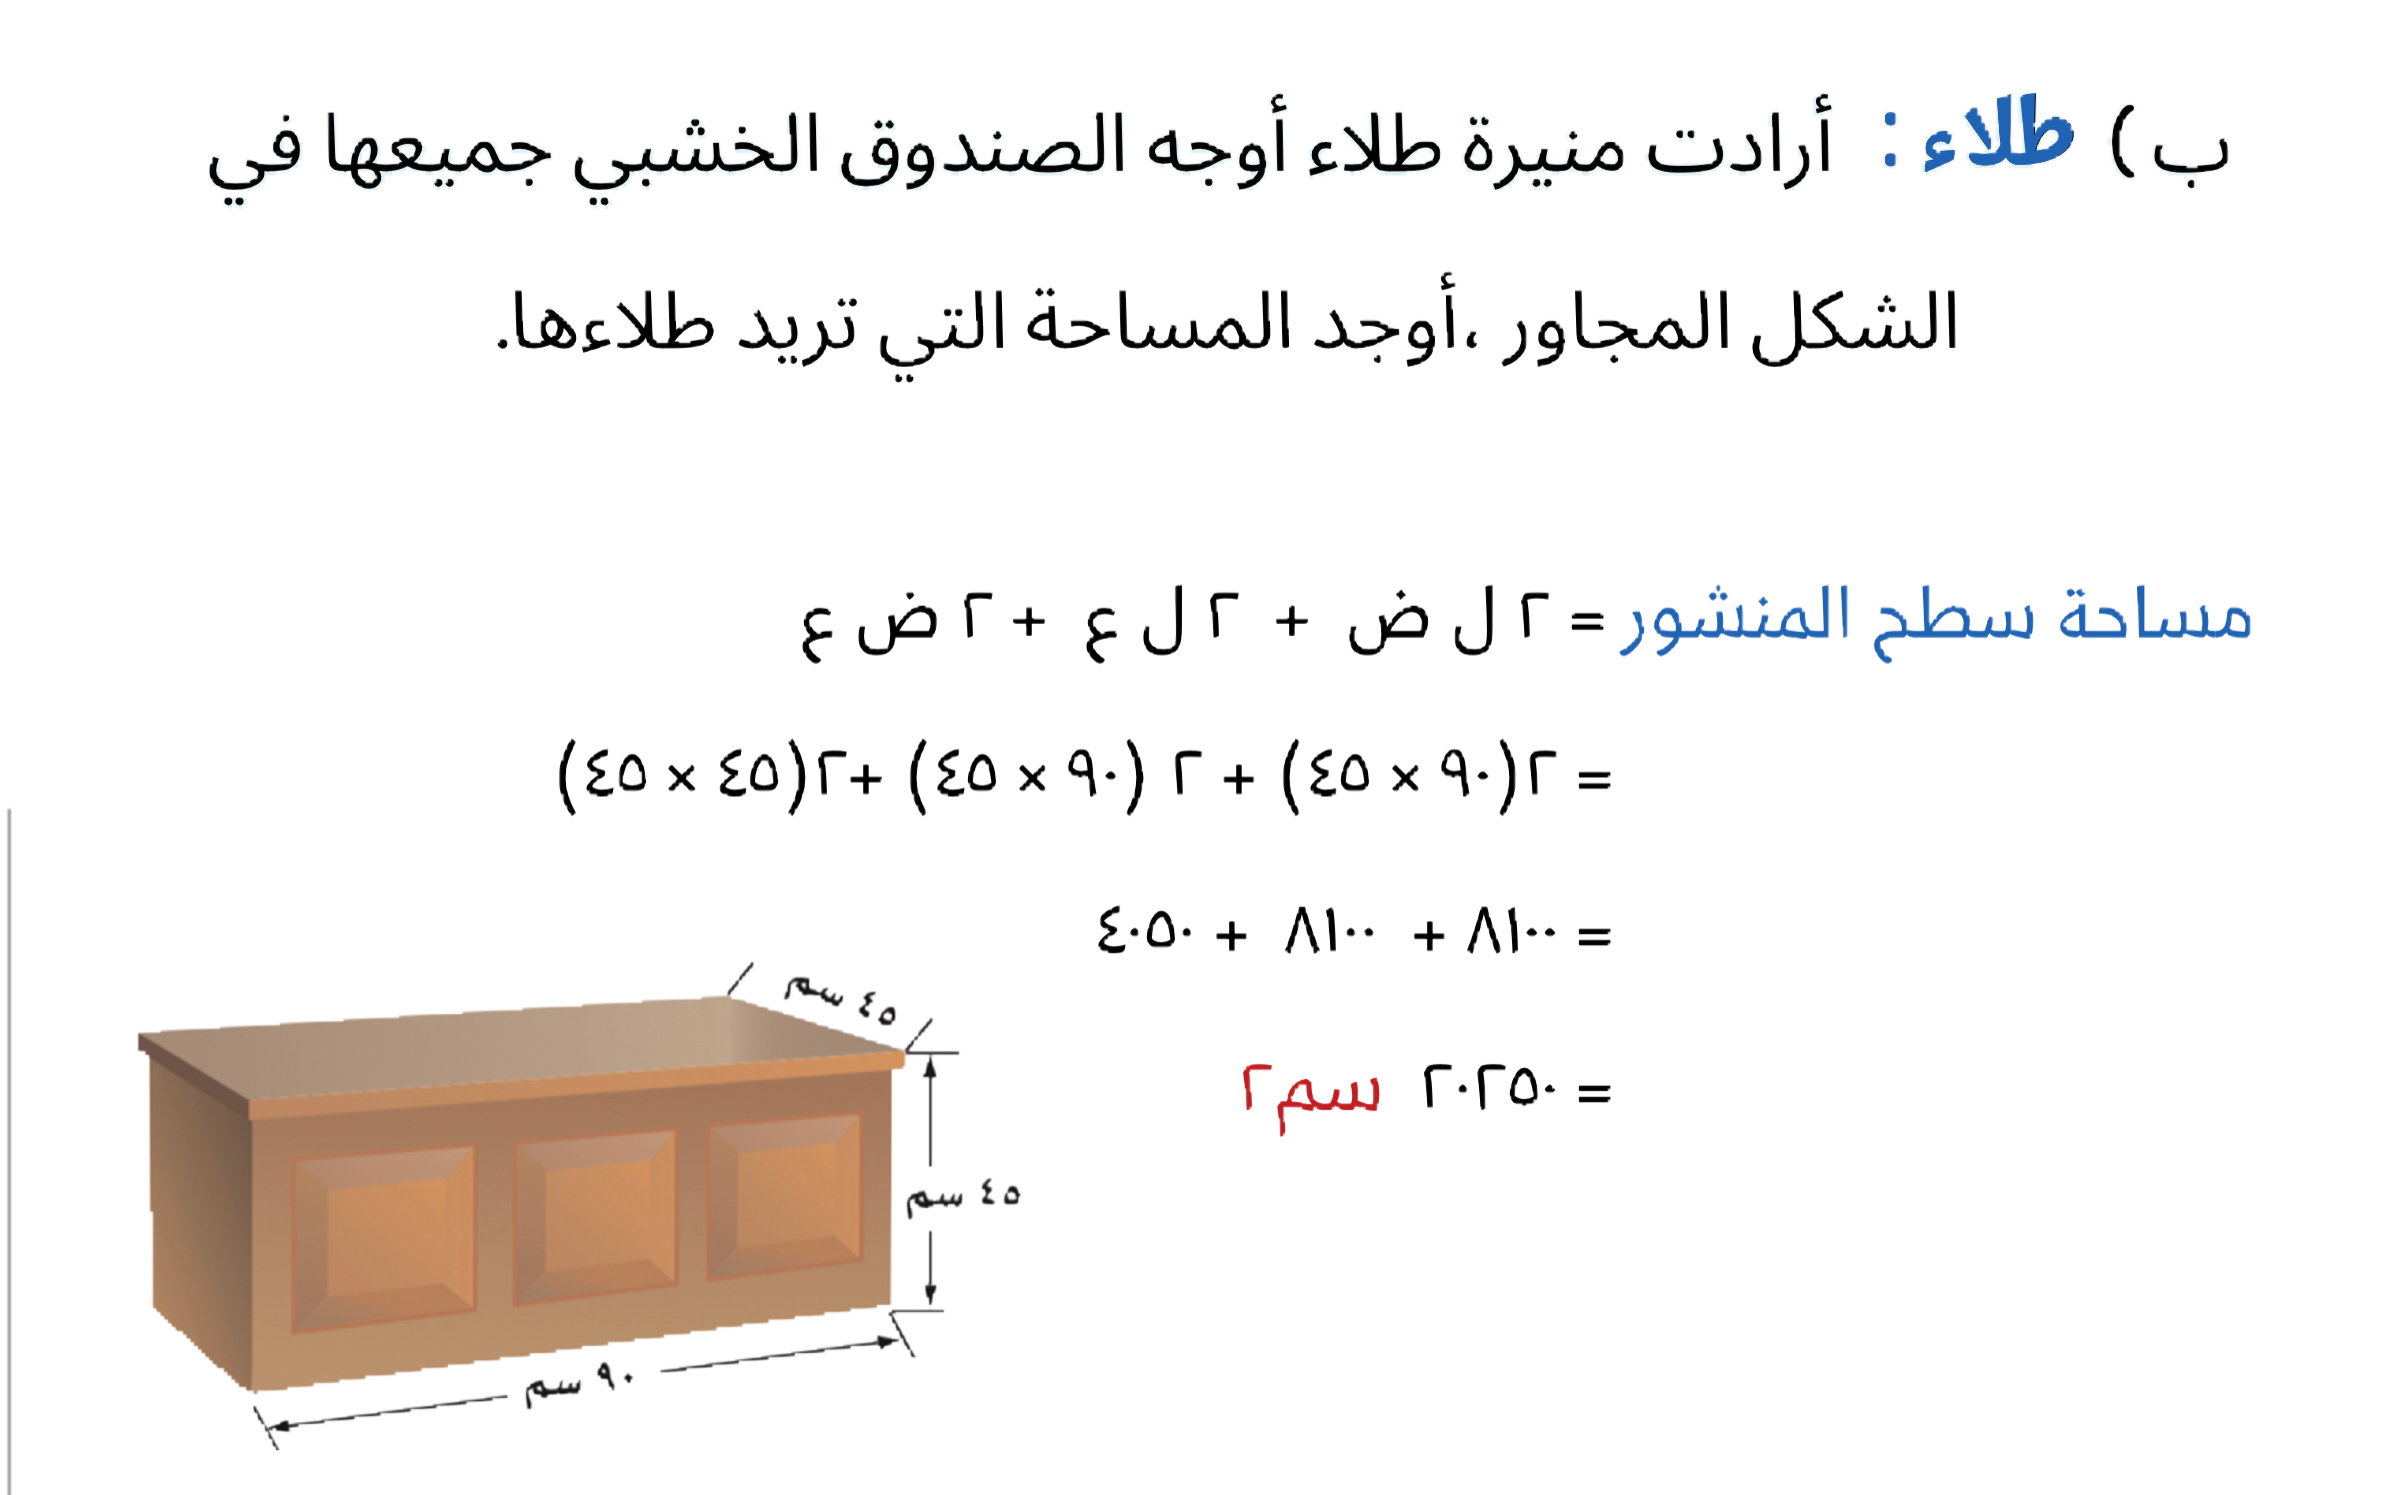 ب ) طلاء : أرادت منيرة طلاء أوجه الصندوق الخشبي جميعها في
الشكل المجاور ،أوجد المساحة التي تريد طلاءها.
مساحة سطح المنشور = ٢ ل ض + ٢ ل ع + ٢ ض ع
= ٢(٩٠ × ٤٥) + ٢ (٩٠ × ٤٥) +٢(٤٥ × ٤٥)
= ٨١٠٠ + ٨١٠٠ + ٤٠٥٠
= ٢٠٢٥٠ سم٢
٤٥ سم
٤٥ سم
٩٠ سم